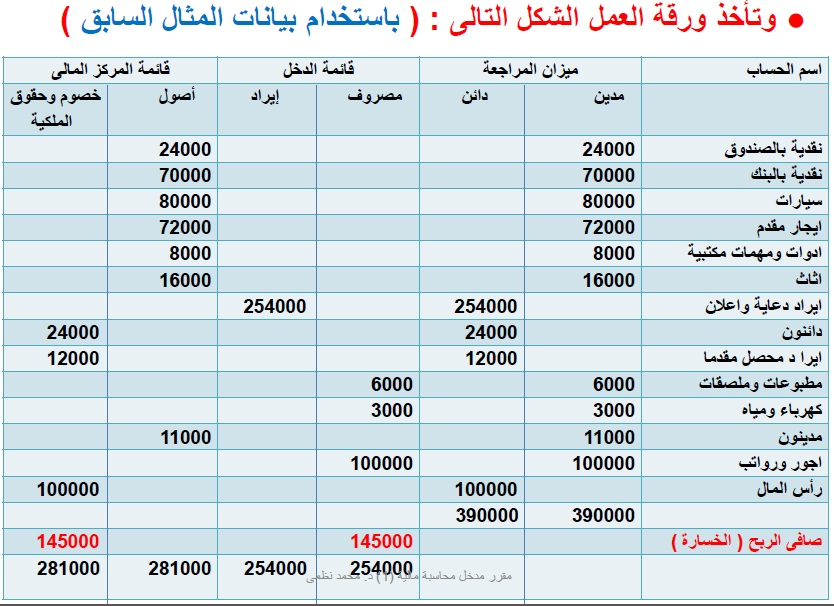 ● وتأخذ ورقة العمل الشكل التالى : ( باستخدام بيانات المثال السابق )
اسم الحساب ميزان المراجعة قائمة الدخل قائمة المركز المالى
مدين دائن مصروف إيراد أصول خصوم وحقوق
الملكية
نقدية بالصندوق 24000 24000
نقدية بالبنك 70000 70000
سيارات 80000 80000
ايجار مقدم 72000 72000
ادوات ومهمات مكتبية 8000 8000
اثاث 16000 16000
ايراد دعاية واعلان 254000 254000
دائنون 24000 24000
ايرا د محصل مقدما 12000 12000
مطبوعات وملصقات 6000 6000
كهرباء ومياه 3000 3000
مدينون 11000 11000
اجور ورواتب 100000 100000
رأس المال 100000 100000
390000 390000
صافى الربح ( الخسارة ) 145000 145000
254000 254000 281000 281000
مقرر مدخل محاسبة مالية (1) د. محمد نظمى